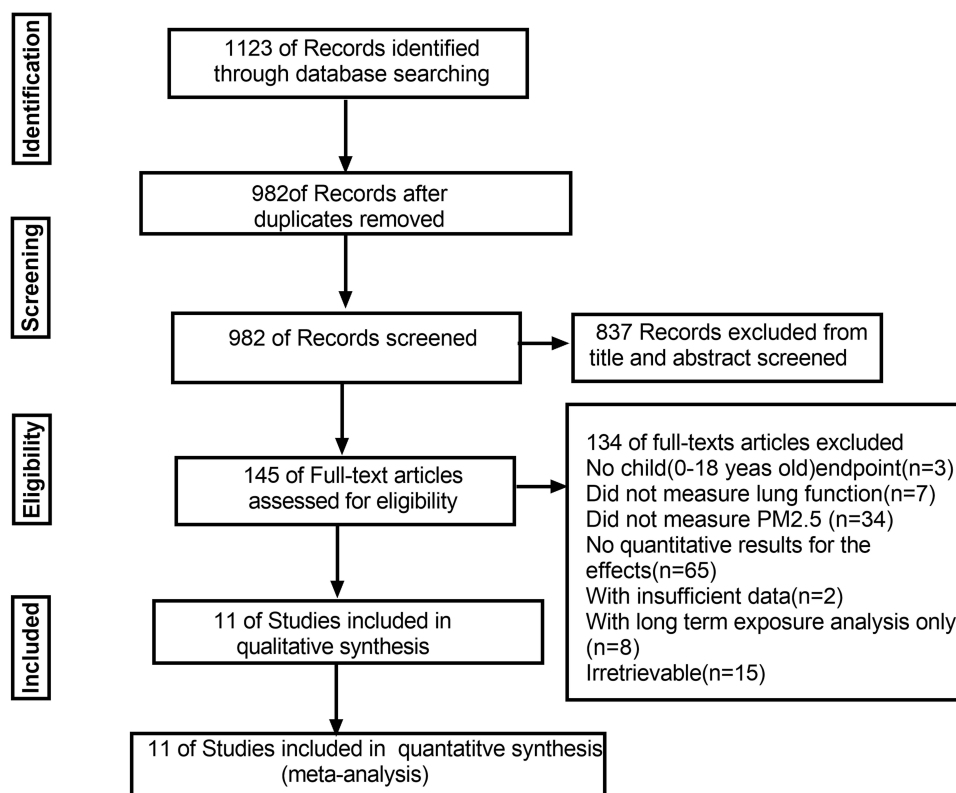 Identification
1123 of Records identified
through database searching
982of Records after
duplicates removed
Screening
982 of Records screened
837 Records excluded from
title and abstract screened
Eligibility
145 of Full-text articles
assessed for eligibility
134 of full-texts articles excluded
No child(0-18 yeas old)endpoint(n=3)
Did not measure lung function(n=7)
Did not measure PM2.5 (n=34)
No quantitative results for the
effects(n=65)
With insufficient data(n=2)
With long term exposure analysis only
(n=8)
Irretrievable(n=15)
Included
11 of Studies included in
qualitative synthesis
11 of Studies included in quantatitve synthesis
(meta-analysis)